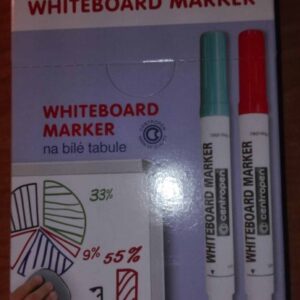 WHITEBOARD MARKER
WHITEBOARD
MARKER
na bílé tabule
33%
9% 55%
WHITEBOARD MARKER
centropen
WHITEBOARD MARKER
centropen